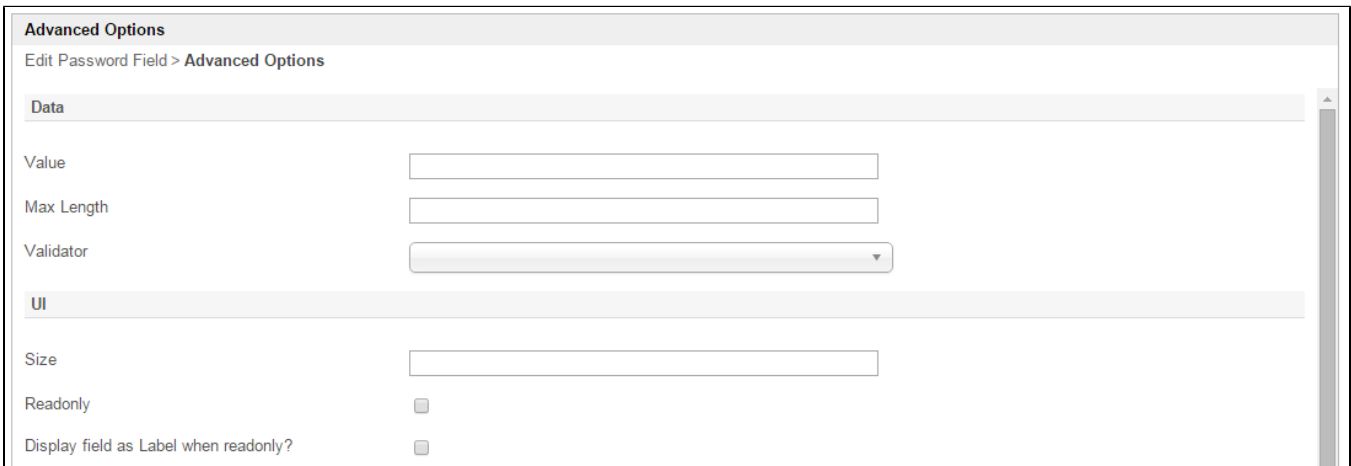 Advanced Options
Edit Password Field > Advanced Options
Data
Value
Max Length
Validator
UI
Size
Readonly
Display field as Label when readonly?